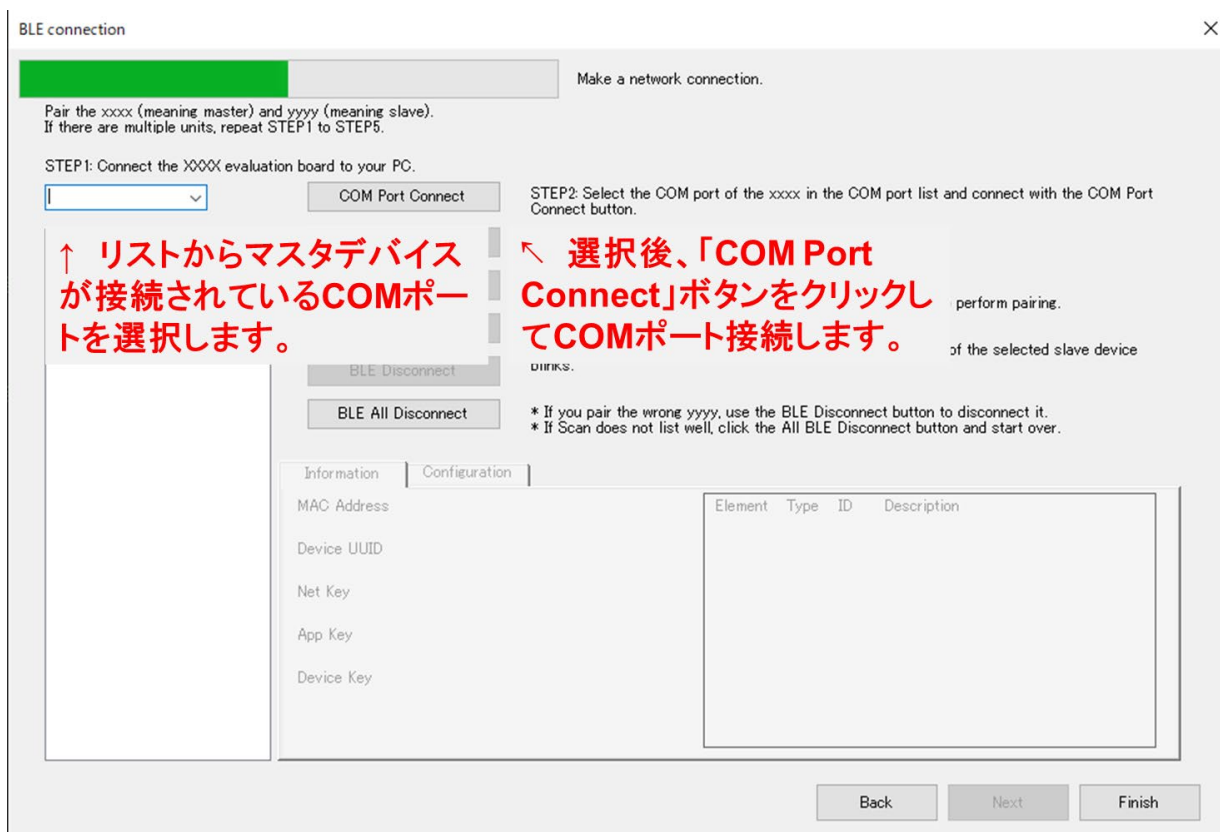 BLE connection
Make a network connection.
Pair the xxxx (meaning master) and yyyy (meaning slave).
If there are multiple units, repeat STEP1 to STEP5.
STEP1: Connect the XXXX evaluation board to your PC.
COM Port Connect
STEP2: Select the COM port of the xxxx in the COM port list and connect with the COM Port
Connect button.
↑ リストからマスタデバイス
が接続されているCOMポー
トを選択します。
↖ 選択後、「COM Port
Connect」ボタンをクリックし
てCOMポート接続します。
perform pairing.
of the selected slave device
blinks.
BLE Disconnect
BLE All Disconnect
* If you pair the wrong yyyy, use the BLE Disconnect button to disconnect it.
* If Scan does not list well, click the All BLE Disconnect button and start over.
Information
Configuration
MAC Address
Device UUID
Net Key
App Key
Device Key
Element Type ID Description
Back
Next
Finish